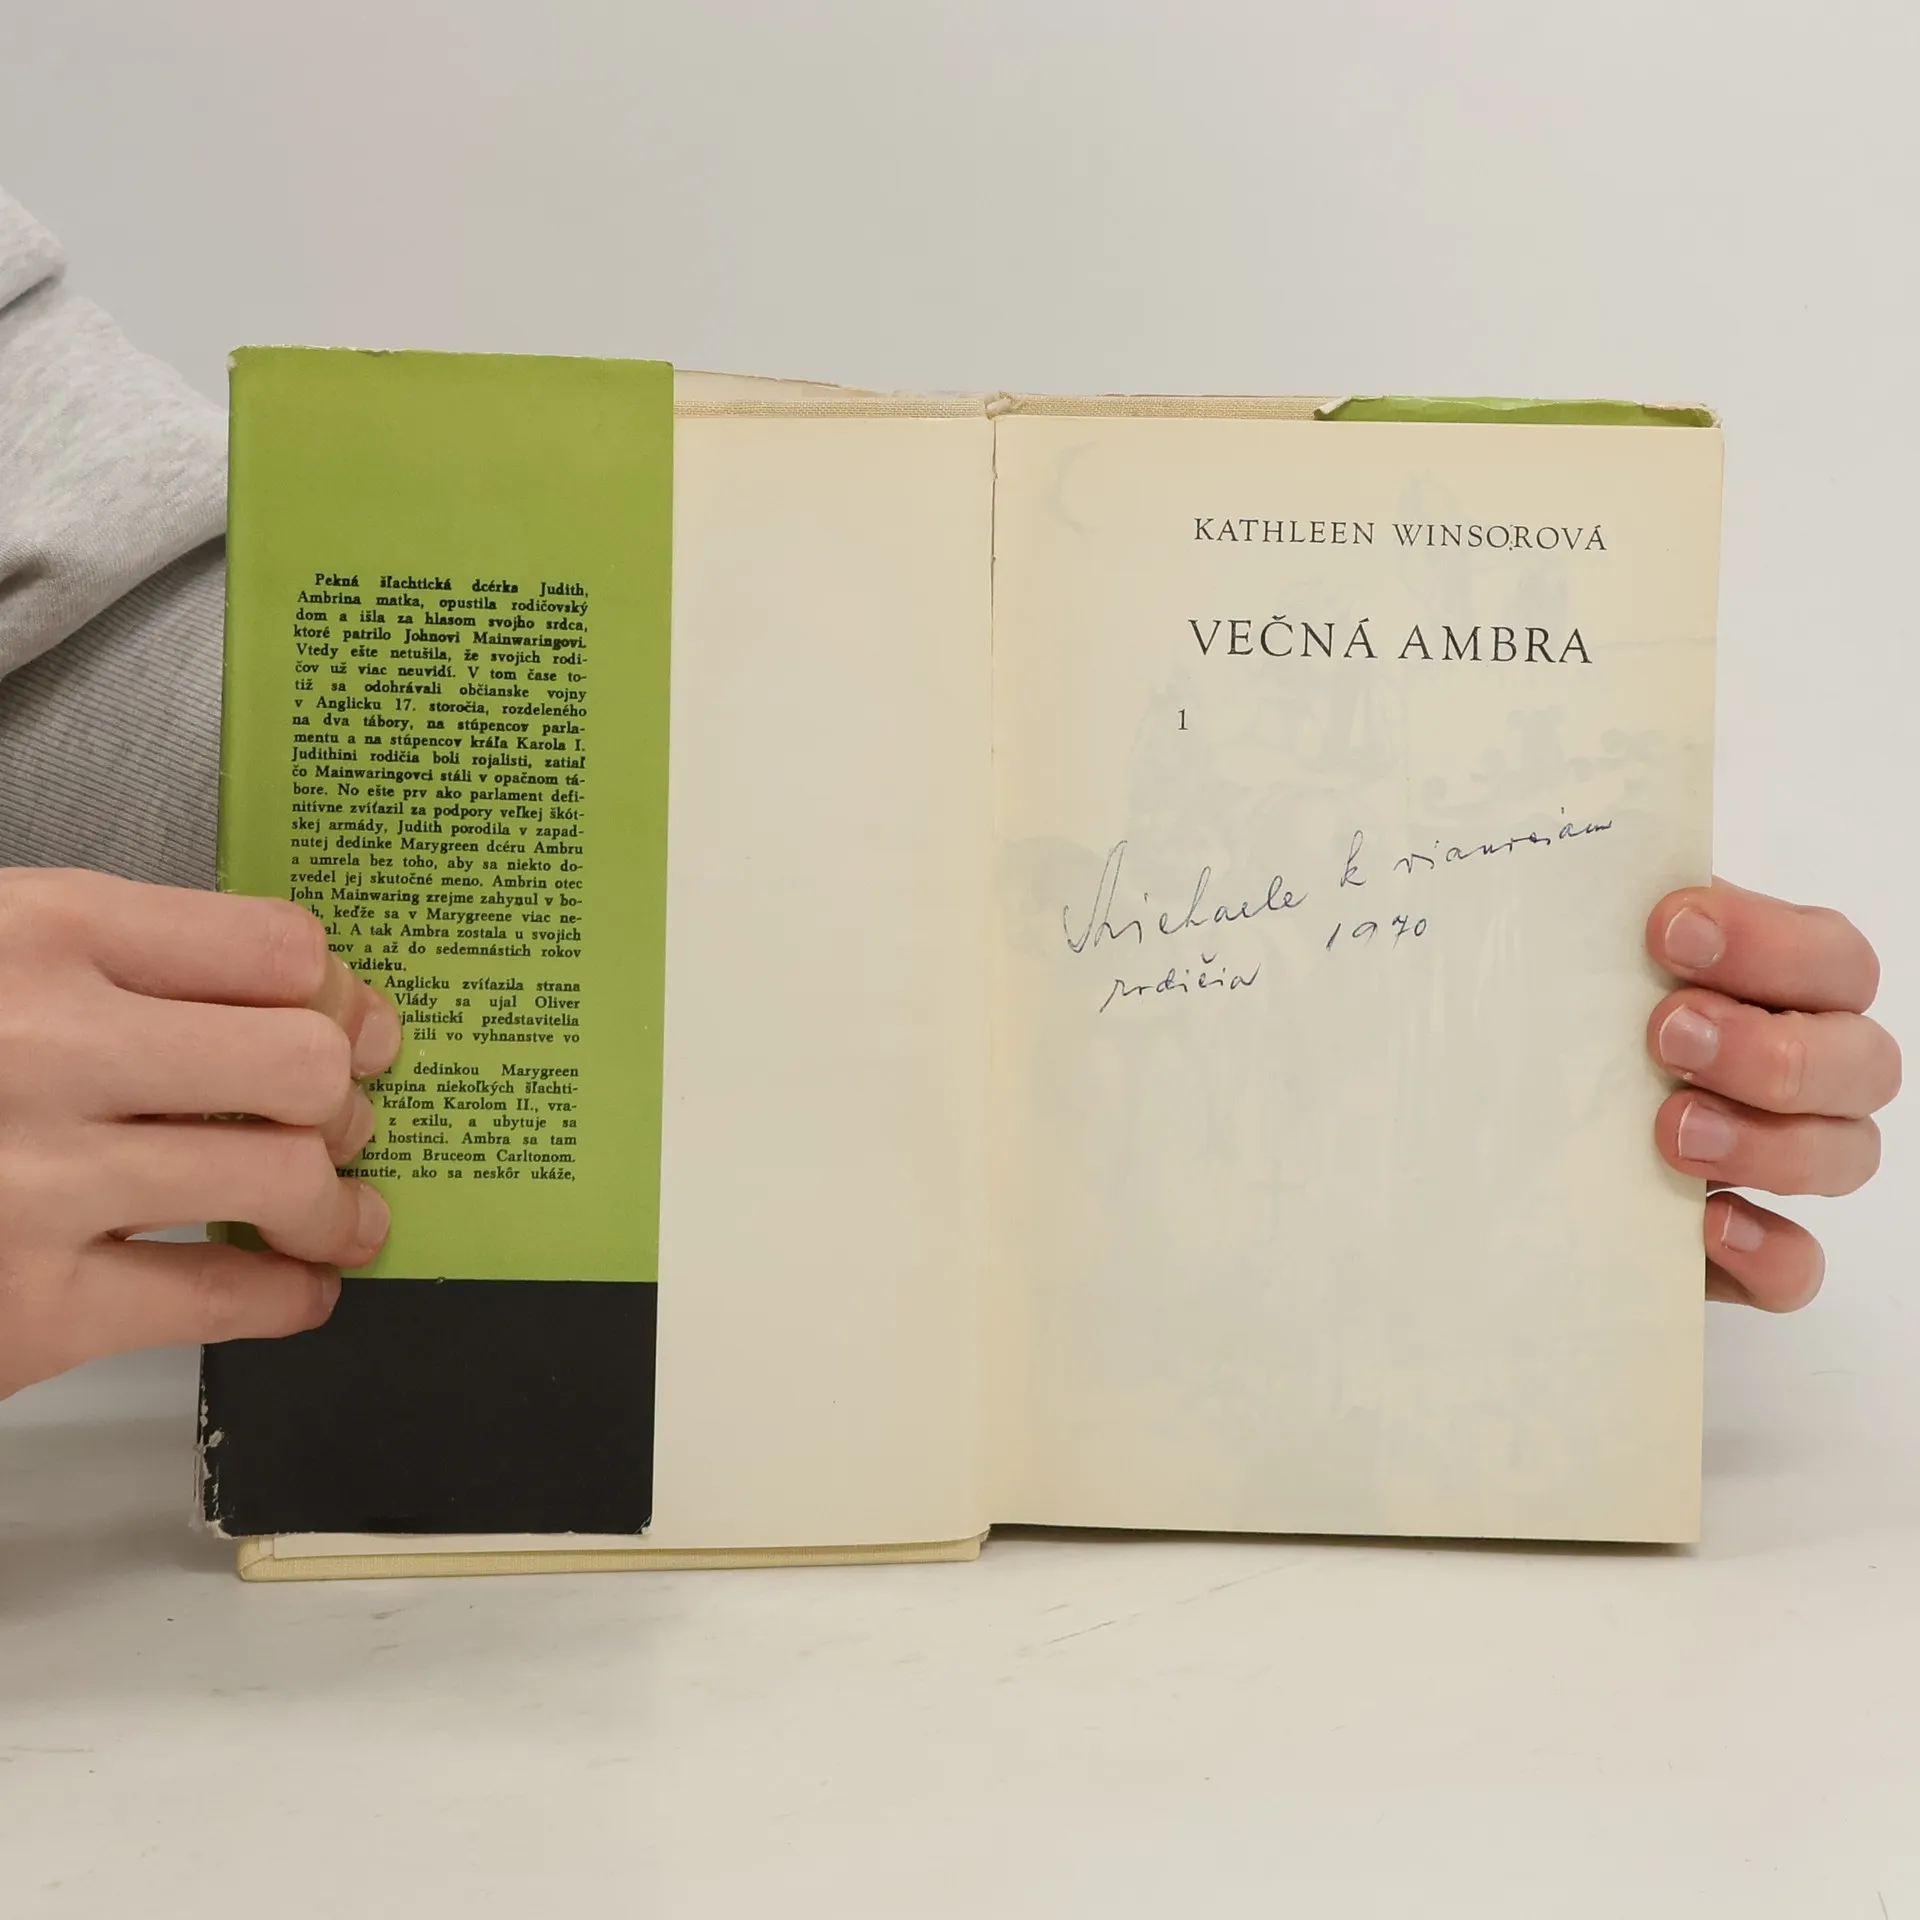 Pekná šľachtická dcérka Judith,
Ambrina matka, opustila rodičovský
dom a išla za hlasom svojho srdca,
ktoré patrilo Johnovi Mainwaringovi.
Vtedy ešte netušila, že svojich rodi-
čov už viac neuvidí. V tom čase to-
tiž sa odohrávali občianske vojny
v Anglicku 17. storočia, rozdeleného
na dva tábory, na stúpencov parla-
mentu a na stúpencov kráľa Karola I.
Judithini rodičia boli rojalisti, zatiaľ
čo Mainwaringovci stáli v opačnom tá-
bore. No ešte prv ako parlament defi-
nitívne zvíťazil za podpory veľkej škót-
skej armády, Judith porodila v zapad-
nutej dedinke Marygreen dcéru Ambru
a umrela bez toho, aby sa niekto do-
zvedel jej skutočné meno. Ambrin otec
John Mainwaring zrejme zahynul v bo-
h, keďže sa v Marygreene viac ne-
al. A tak Ambra zostala u svojich
nov a až do sedemnástich rokov
vidieku.
v Anglicku zvíťazila strana
Vlády sa ujal Oliver
jalistickí predstavitelia
žili vo vyhnanstve vo
dedinkou Marygreen
skupina niekoľkých šľachti-
kráľom Karolom II., vra-
z exilu, a ubytuje sa
hostinci. Ambra sa tam
lordom Bruceom Carltonom.
retnutie, ako sa neskôr ukáže,
KATHLEEN WINSOROVÁ
VEČNÁ AMBRA
1
Michaele k vianociam
1970
rodičia